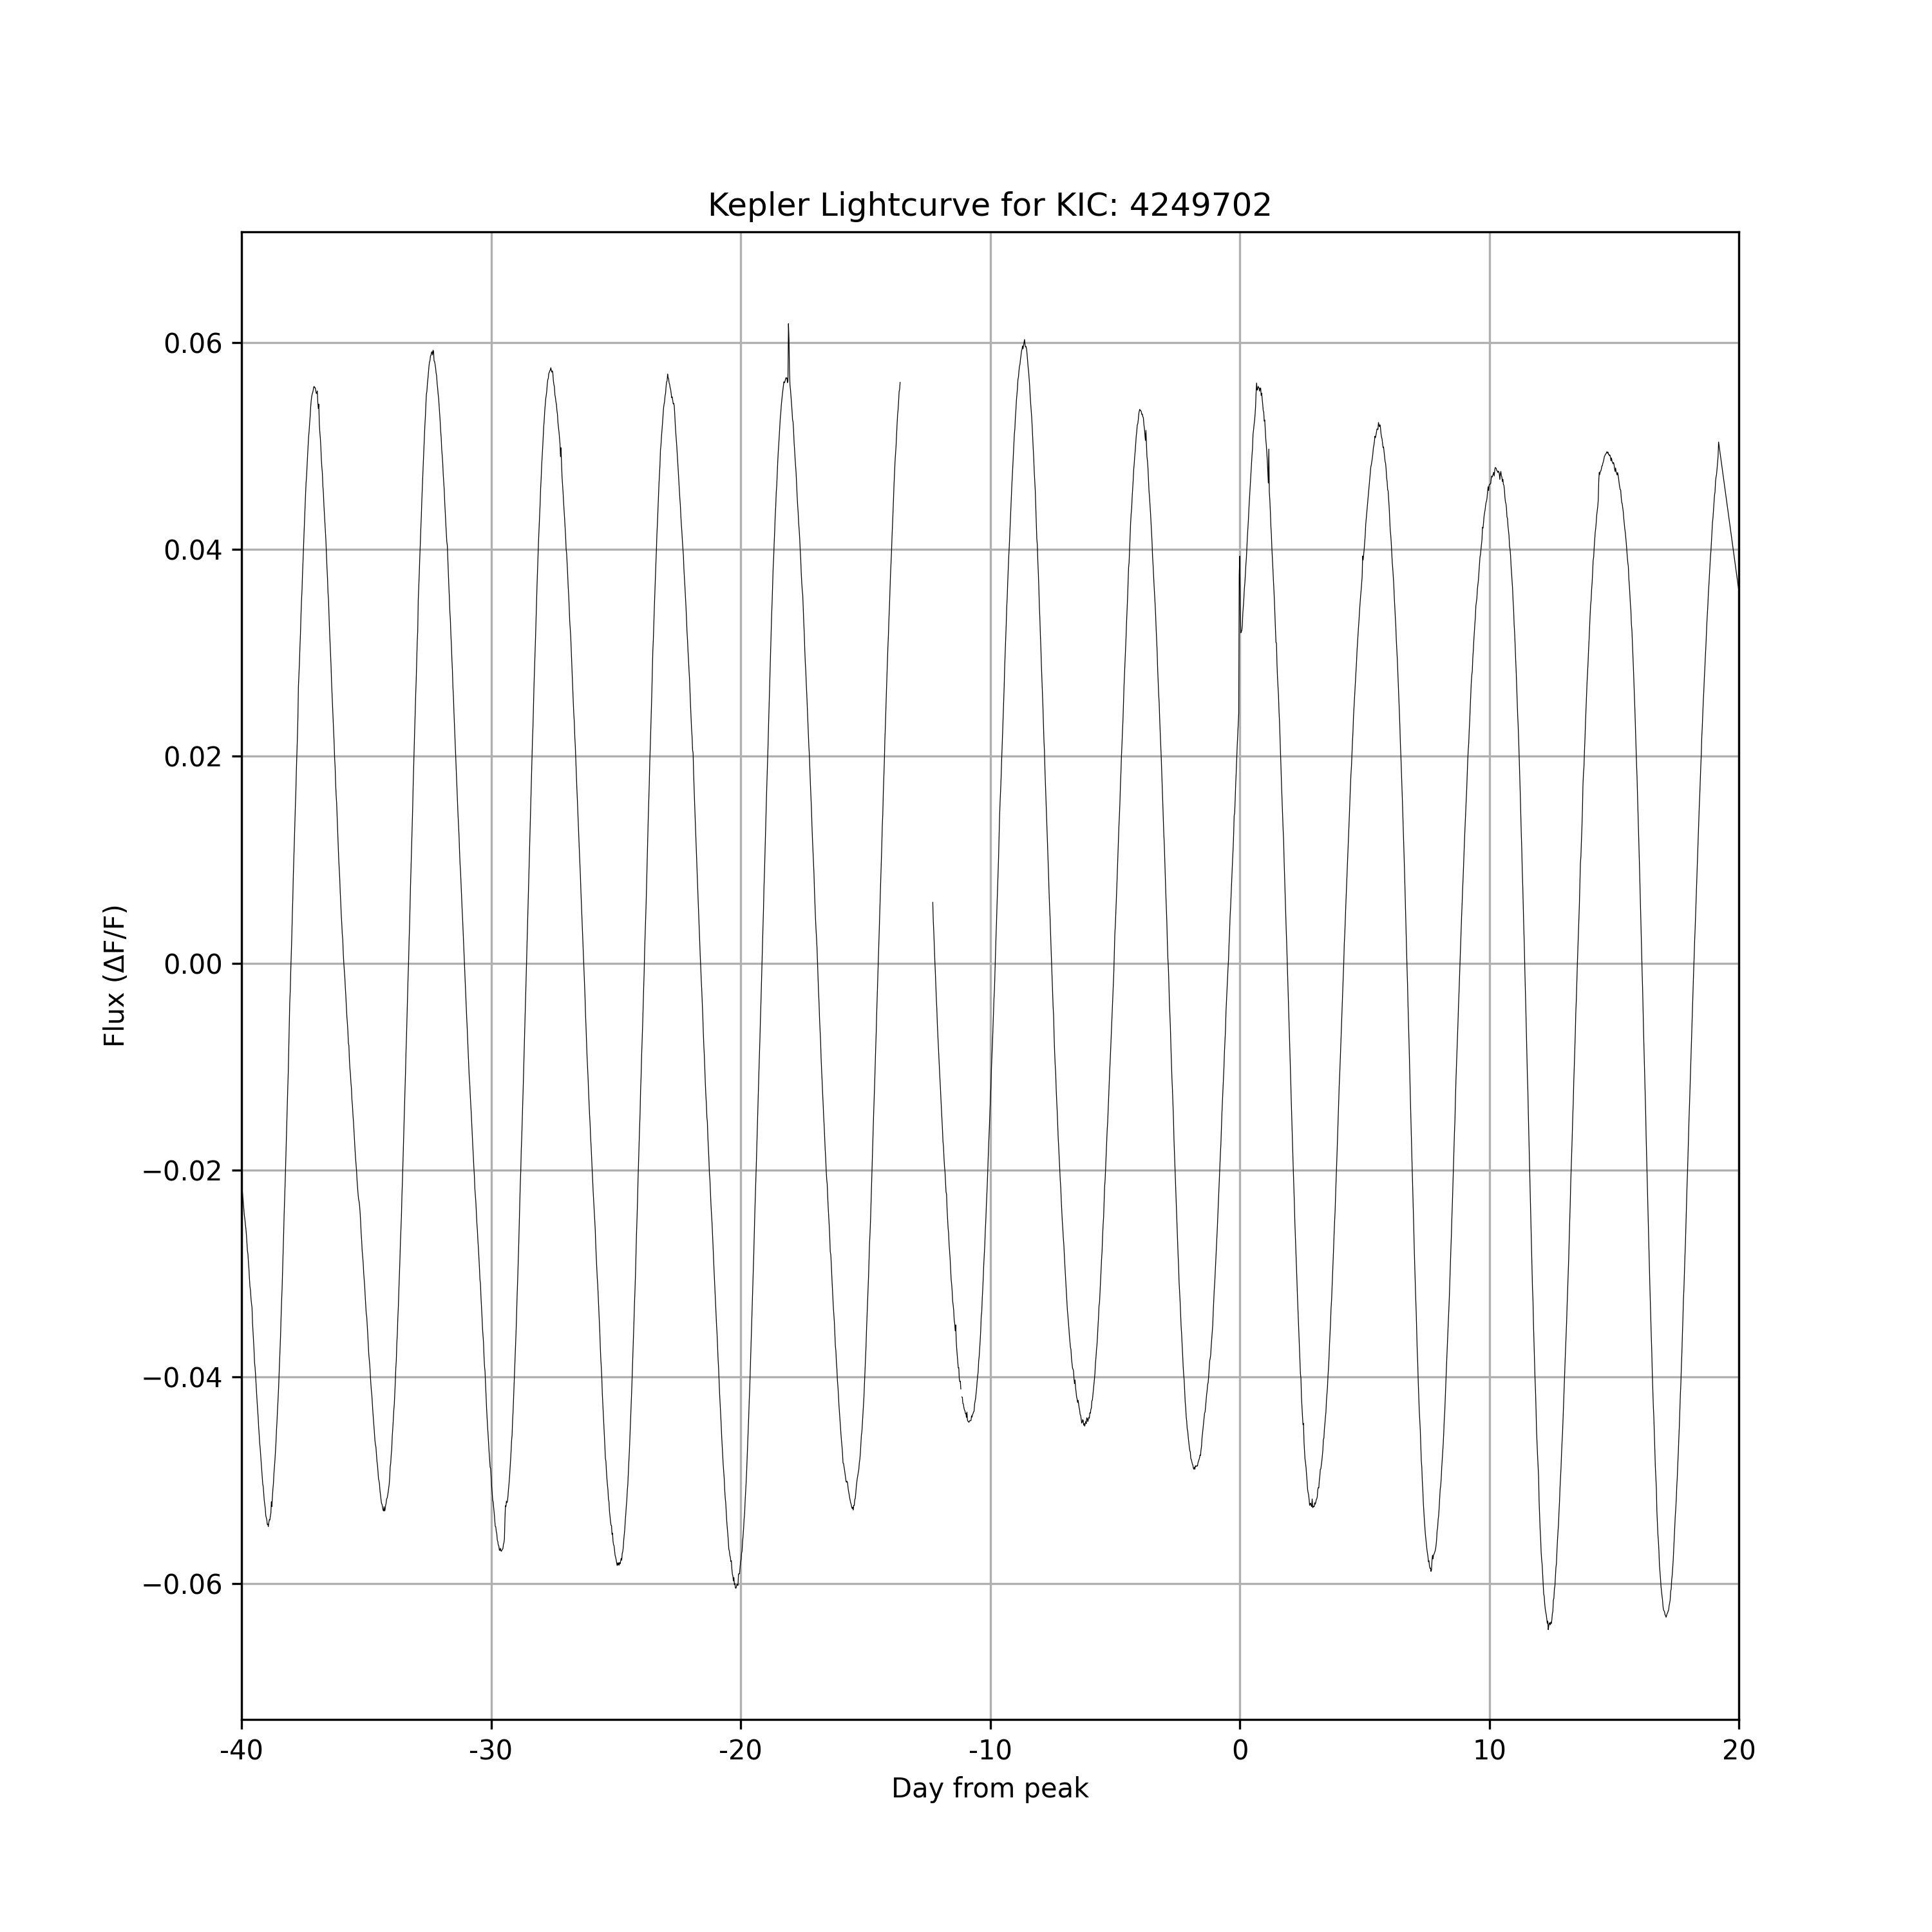 Kepler Lightcurve for KIC: 4249702
0.06
0.04
0.02
0.00
−0.02
−0.04
−0.06
Flux (ΔF/F)
-40 -30 -20 -10 0 10 20
Day from peak